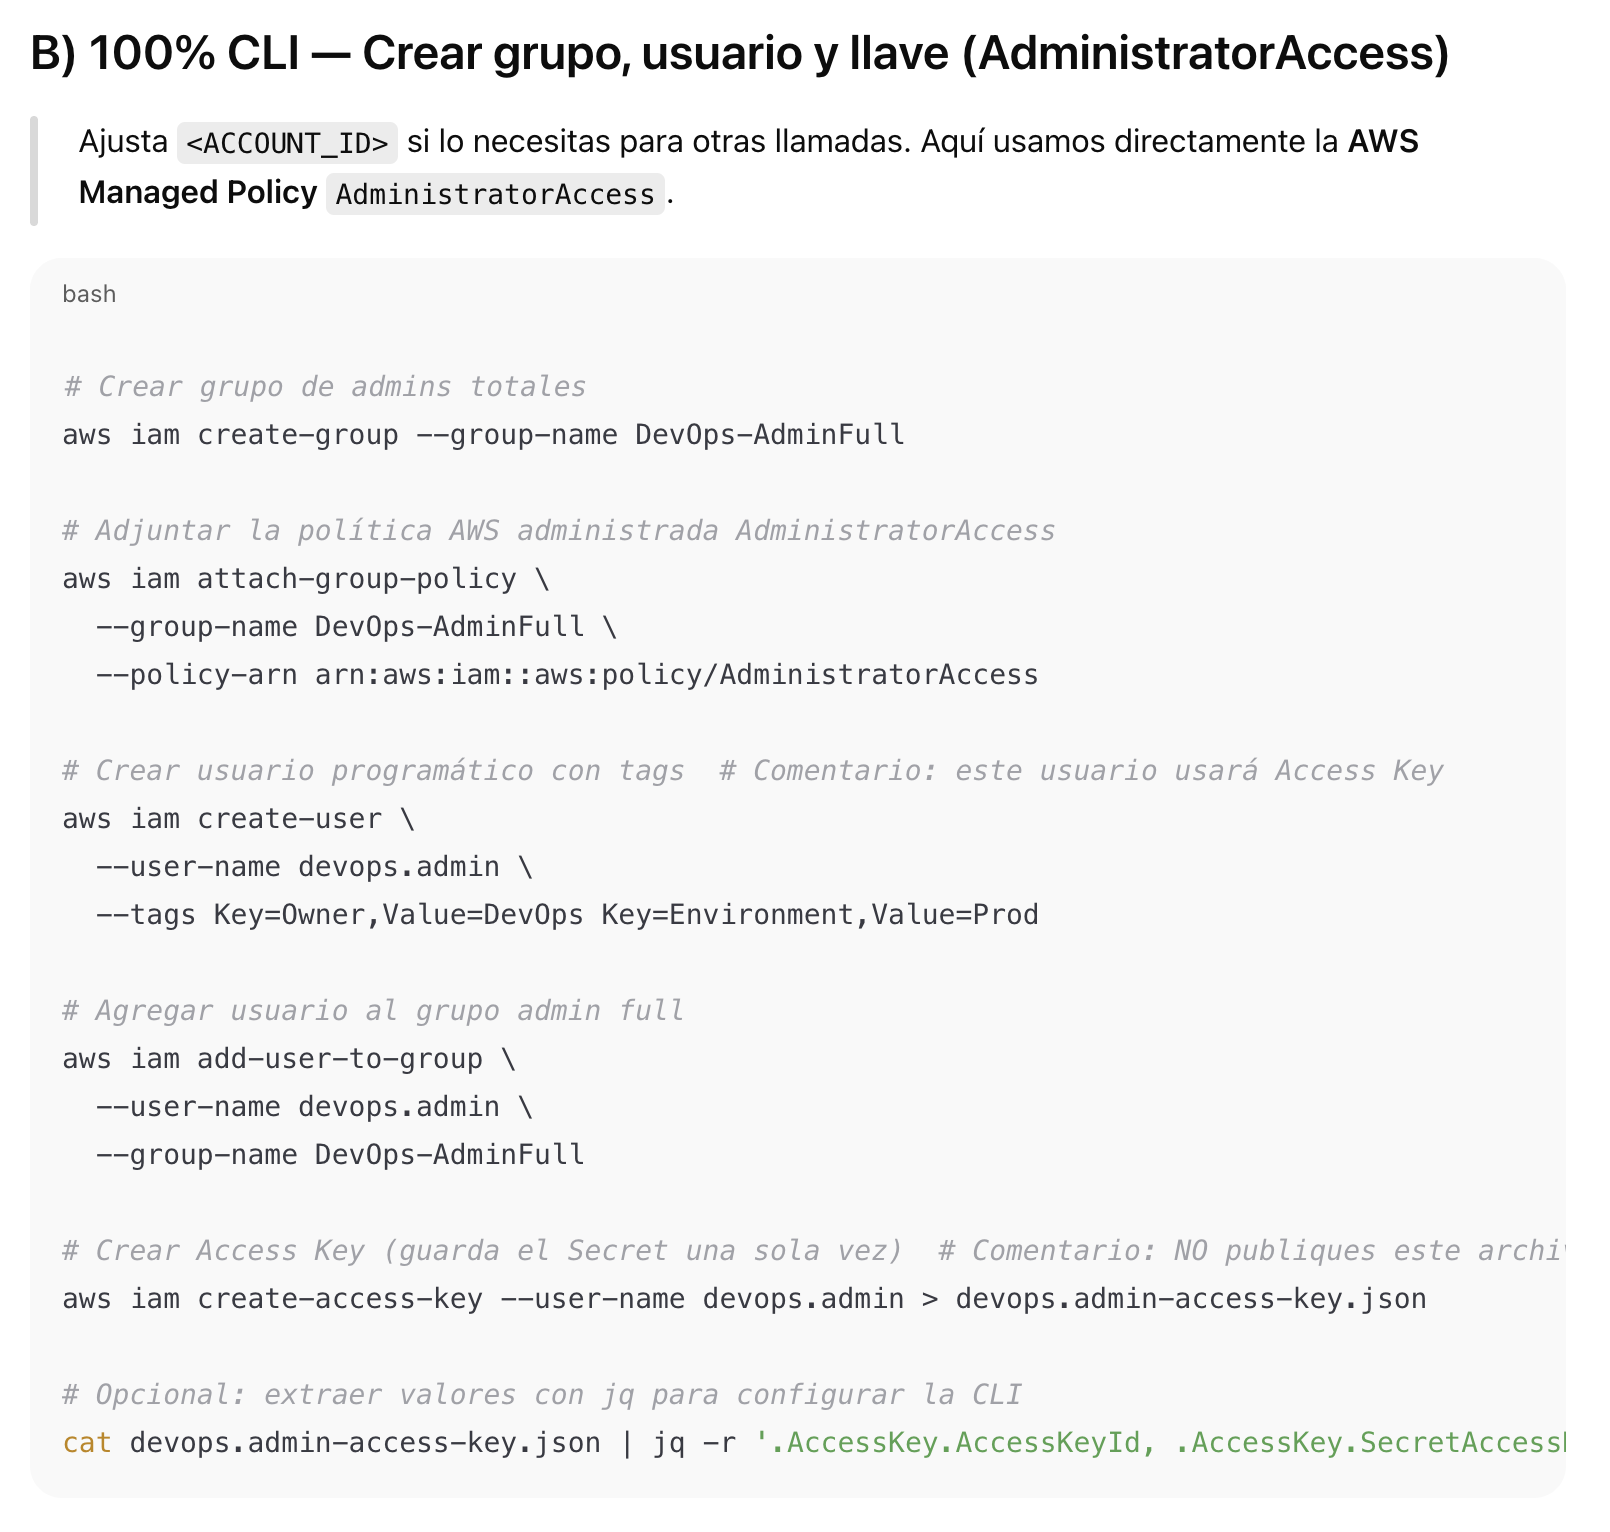 B) 100% CLI — Crear grupo, usuario y llave (AdministratorAccess)
Ajusta <ACCOUNT_ID> si lo necesitas para otras llamadas. Aquí usamos directamente la AWS
Managed Policy AdministratorAccess.
bash
# Crear grupo de admins totales
aws iam create-group --group-name DevOps-AdminFull
# Adjuntar la política AWS administrada AdministratorAccess
aws iam attach-group-policy \
--group-name DevOps-AdminFull \
--policy-arn arn:aws:iam::aws:policy/AdministratorAccess
# Crear usuario programático con tags # Comentario: este usuario usará Access Key
aws iam create-user \
--user-name devops.admin \
--tags Key=Owner,Value=DevOps Key=Environment,Value=Prod
# Agregar usuario al grupo admin full
aws iam add-user-to-group \
--user-name devops.admin \
--group-name DevOps-AdminFull
# Crear Access Key (guarda el Secret una sola vez) # Comentario: NO publiques este
aws iam create-access-key --user-name devops.admin > devops.admin-access-key.json
# Opcional: extraer valores con jq para configurar la CLI
cat devops.admin-access-key.json | jq -r '.AccessKey.AccessKeyId, .AccessKey.SecretAccess